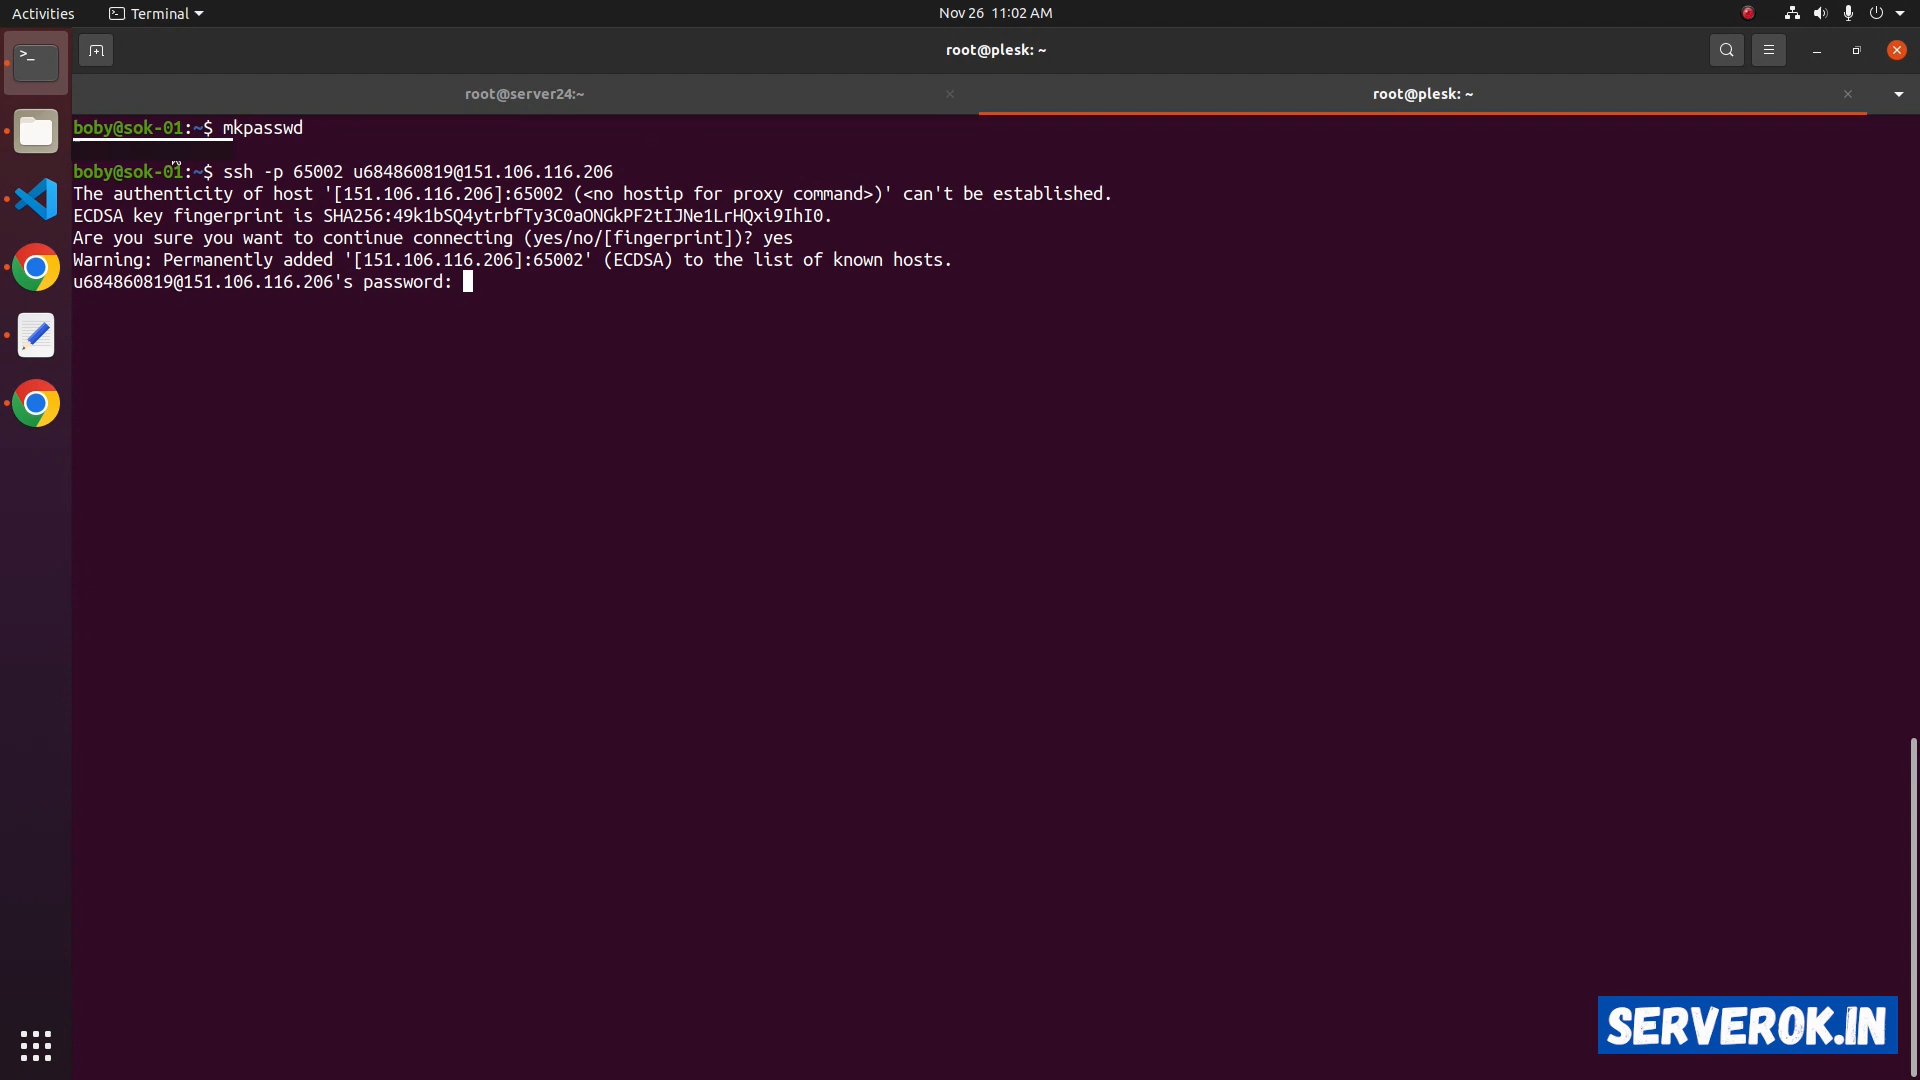 Activities
Terminal
Nov 26 11:02 AM
root@plesk: ~
root@server24:~
root@plesk: ~
boby@sok-01:~$ mkpasswd
boby@sok-01:~$ ssh -p 65002 u684860819@151.106.116.206
The authenticity of host '[151.106.116.206]:65002 (<no hostip for proxy command>)' can't be established.
ECDSA key fingerprint is SHA256:49k1bSQ4ytrbfTy3C0aONGkPF2tIJNe1LrHQxi9IhI0.
Are you sure you want to continue connecting (yes/no/[fingerprint])? yes
Warning: Permanently added '[151.106.116.206]:65002' (ECDSA) to the list of known hosts.
u684860819@151.106.116.206's password:
SERVEROK.IN